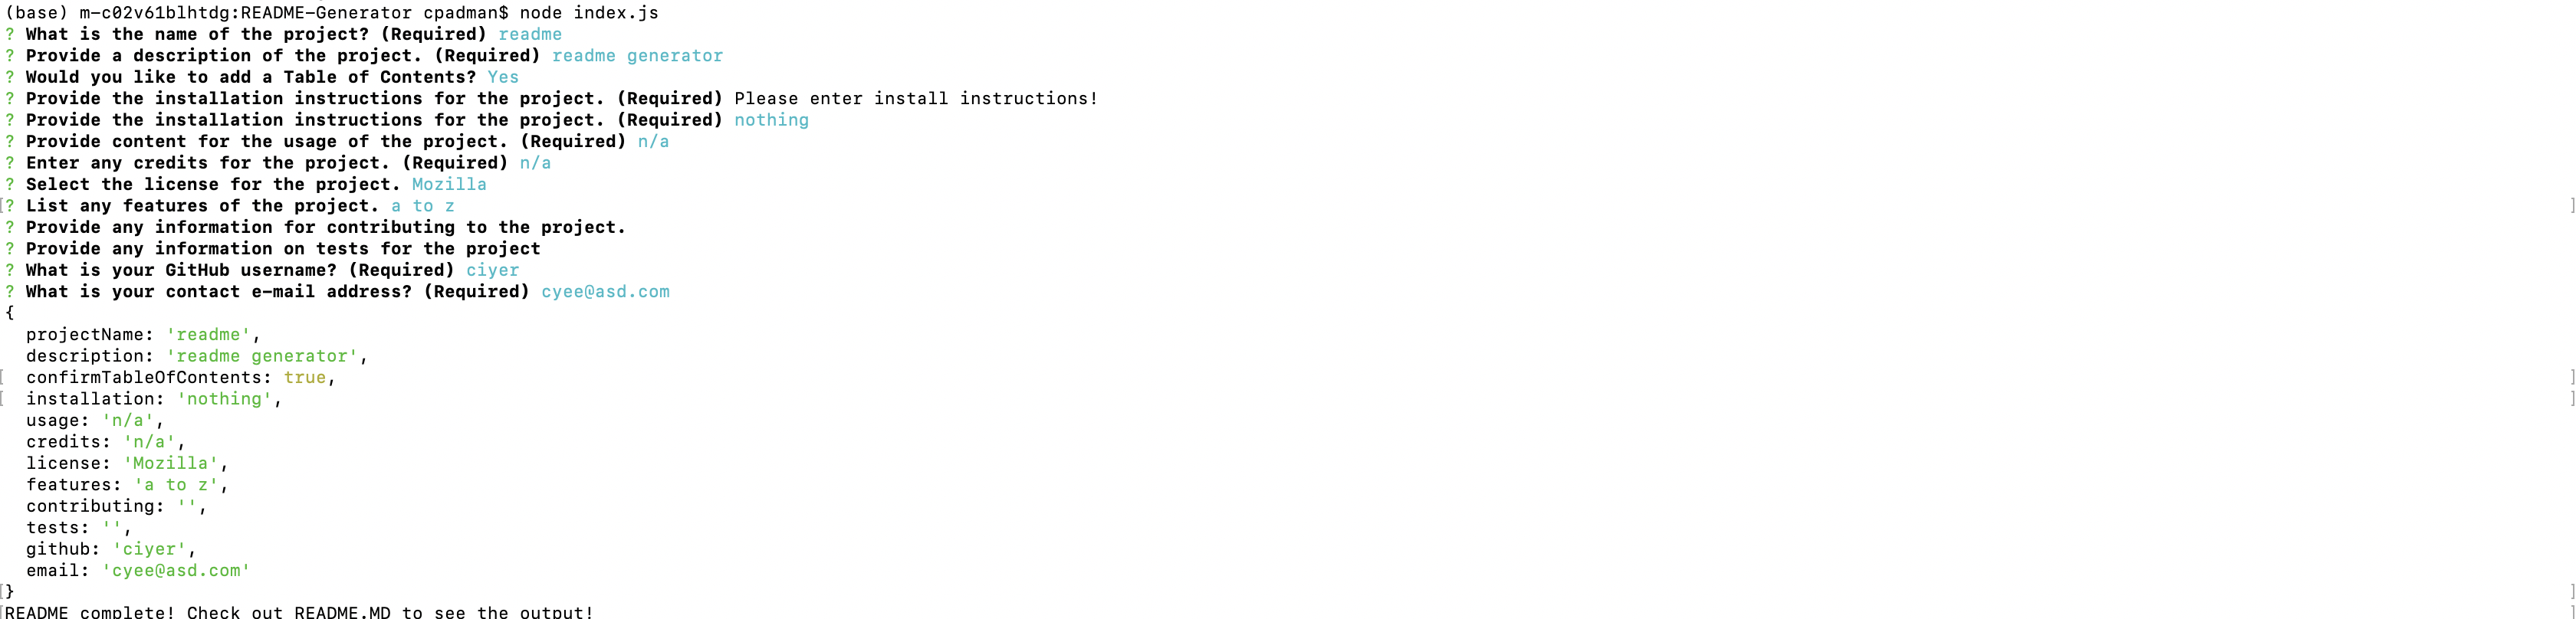 (base) m-c02v61blhtdg:README-Generator cpadman$ node index.js
? What is the name of the project? (Required) readme
? Provide a description of the project. (Required) readme generator
? Would you like to add a Table of Contents? Yes
? Provide the installation instructions for the project. (Required) Please enter install instructions!
? Provide the installation instructions for the project. (Required) nothing
? Provide content for the usage of the project. (Required) n/a
? Enter any credits for the project. (Required) n/a
? Select the license for the project. Mozilla
[? List any features of the project. a to z ]
? Provide any information for contributing to the project.
? Provide any information on tests for the project
? What is your GitHub username? (Required) ciyer
? What is your contact e-mail address? (Required) cyee@asd.com
{
  projectName: 'readme',
  description: 'readme generator',
[ confirmTableOfContents: true, ]
[ installation: 'nothing', ]
  usage: 'n/a',
  credits: 'n/a',
  license: 'Mozilla',
  features: 'a to z',
  contributing: '',
  tests: '',
  github: 'ciyer',
  email: 'cyee@asd.com'
[} ]
[README complete! Check out README.MD to see the output! ]